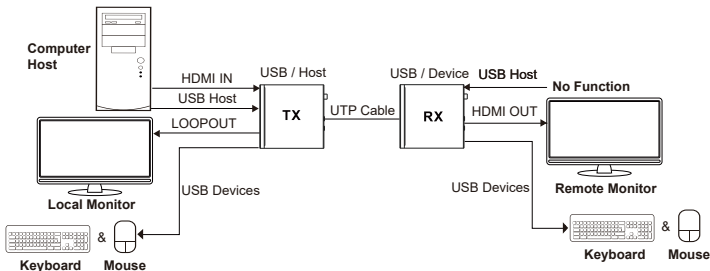 Computer
Host
HDMI IN
USB Host
LOOPOUT
USB / Host
TX
UTP Cable
USB / Device
RX
USB Host
No Function
HDMI OUT
USB Devices
USB Devices
Local Monitor
Remote Monitor
&
Keyboard Mouse
&
Keyboard Mouse